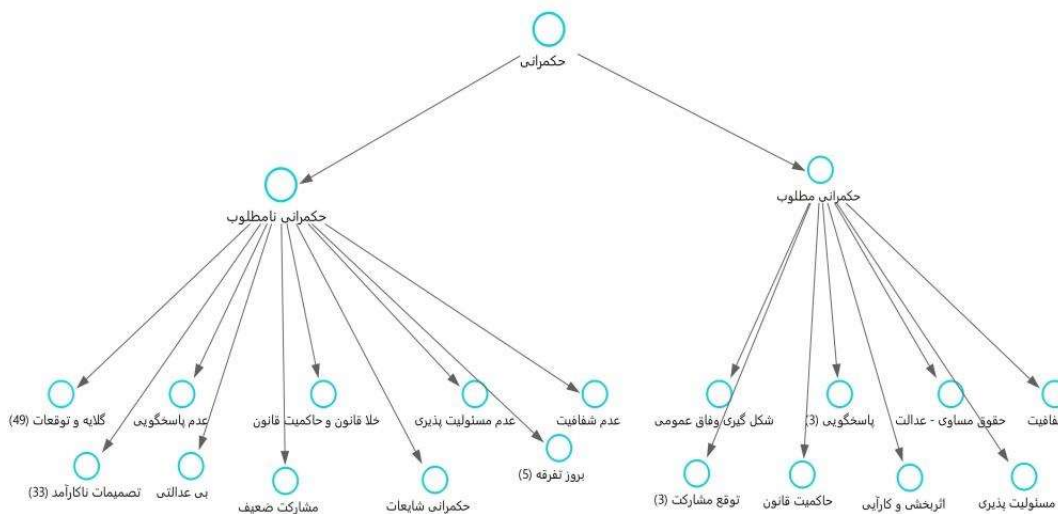 حکمرانی
حکمرانی مطلوب
حکمرانی نامطلوب
شفافیت
حقوق مساوی - عدالت
پاسخگویی (3)
شکل گیری وفاق عمومی
عدم شفافیت
عدم مسئولیت پذیری
خلا قانون و حاکمیت قانون
عدم پاسخگویی
گلایه و توقعات (49)
مسئولیت پذیری
اثربخشی و کارآیی
حاکمیت قانون
توقع مشارکت (3)
بروز تفرقه (5)
حکمرانی شایعات
مشارکت ضعیف
بی عدالتی
تصمیمات ناکارآمد (33)